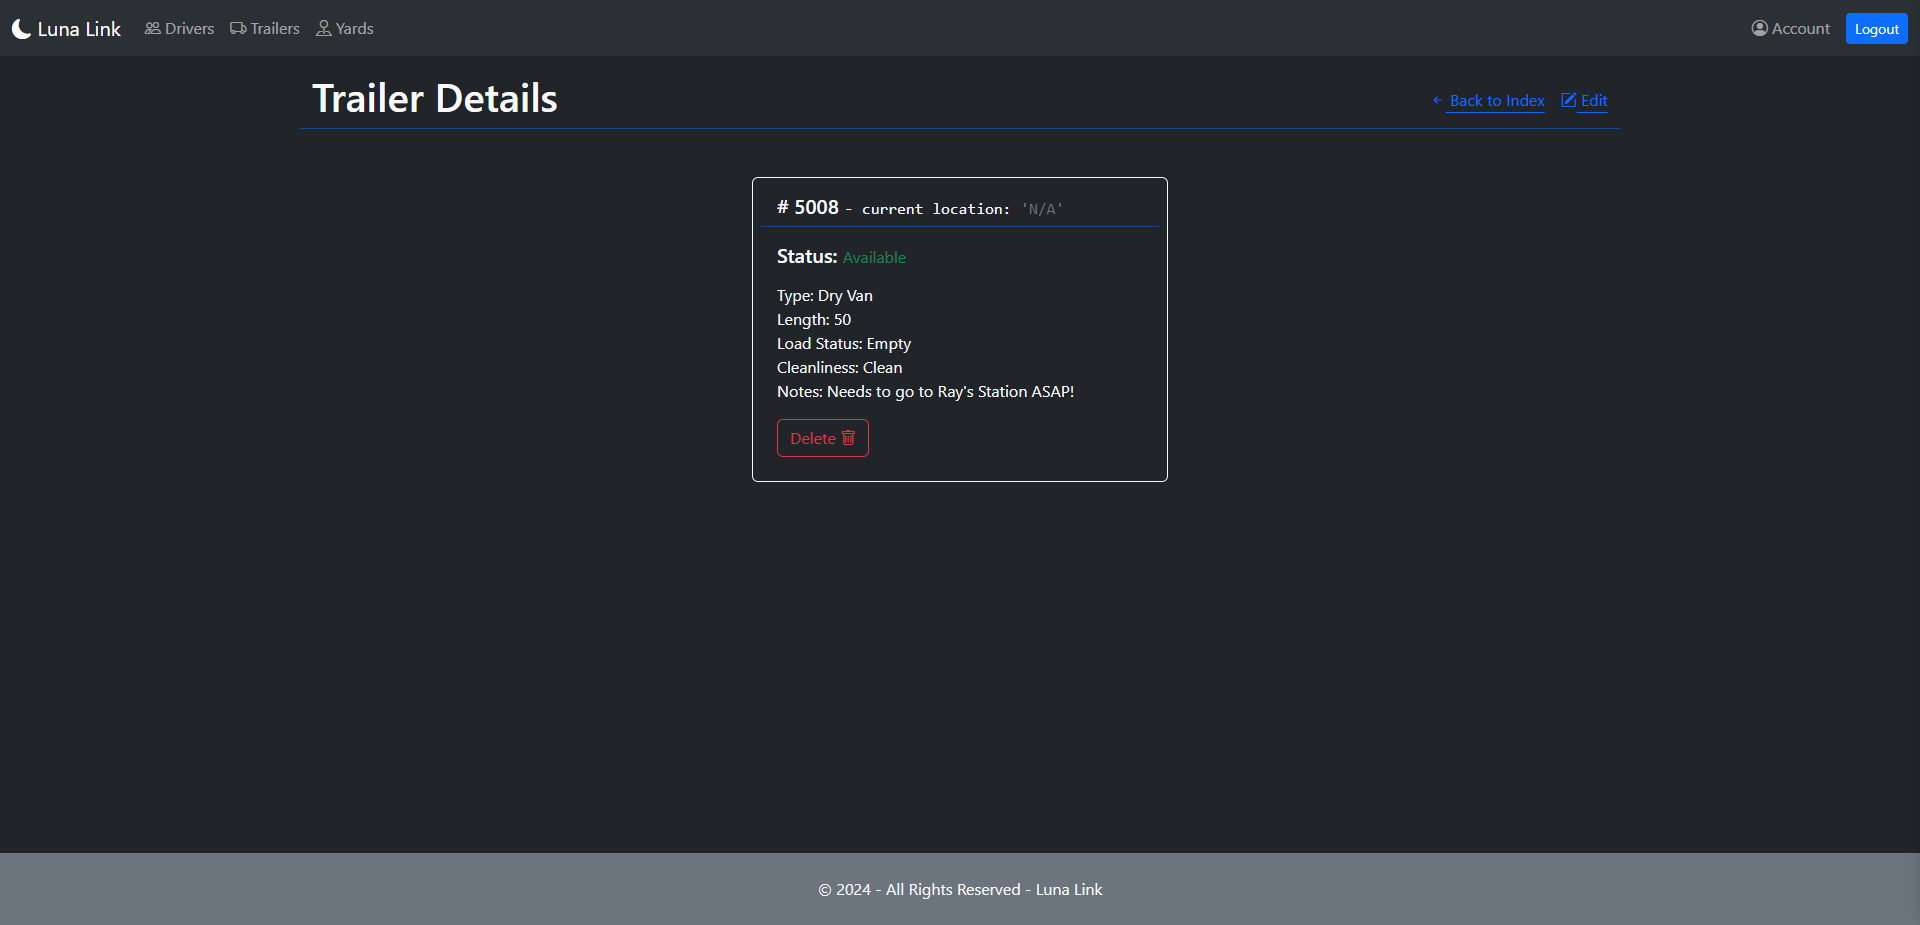 Luna Link Drivers Trailers Yards Account Logout
Trailer Details
Back to Index Edit
# 5008 - current location: 'N/A'
Status: Available
Type: Dry Van
Length: 50
Load Status: Empty
Cleanliness: Clean
Notes: Needs to go to Ray's Station ASAP!
Delete
© 2024 - All Rights Reserved - Luna Link